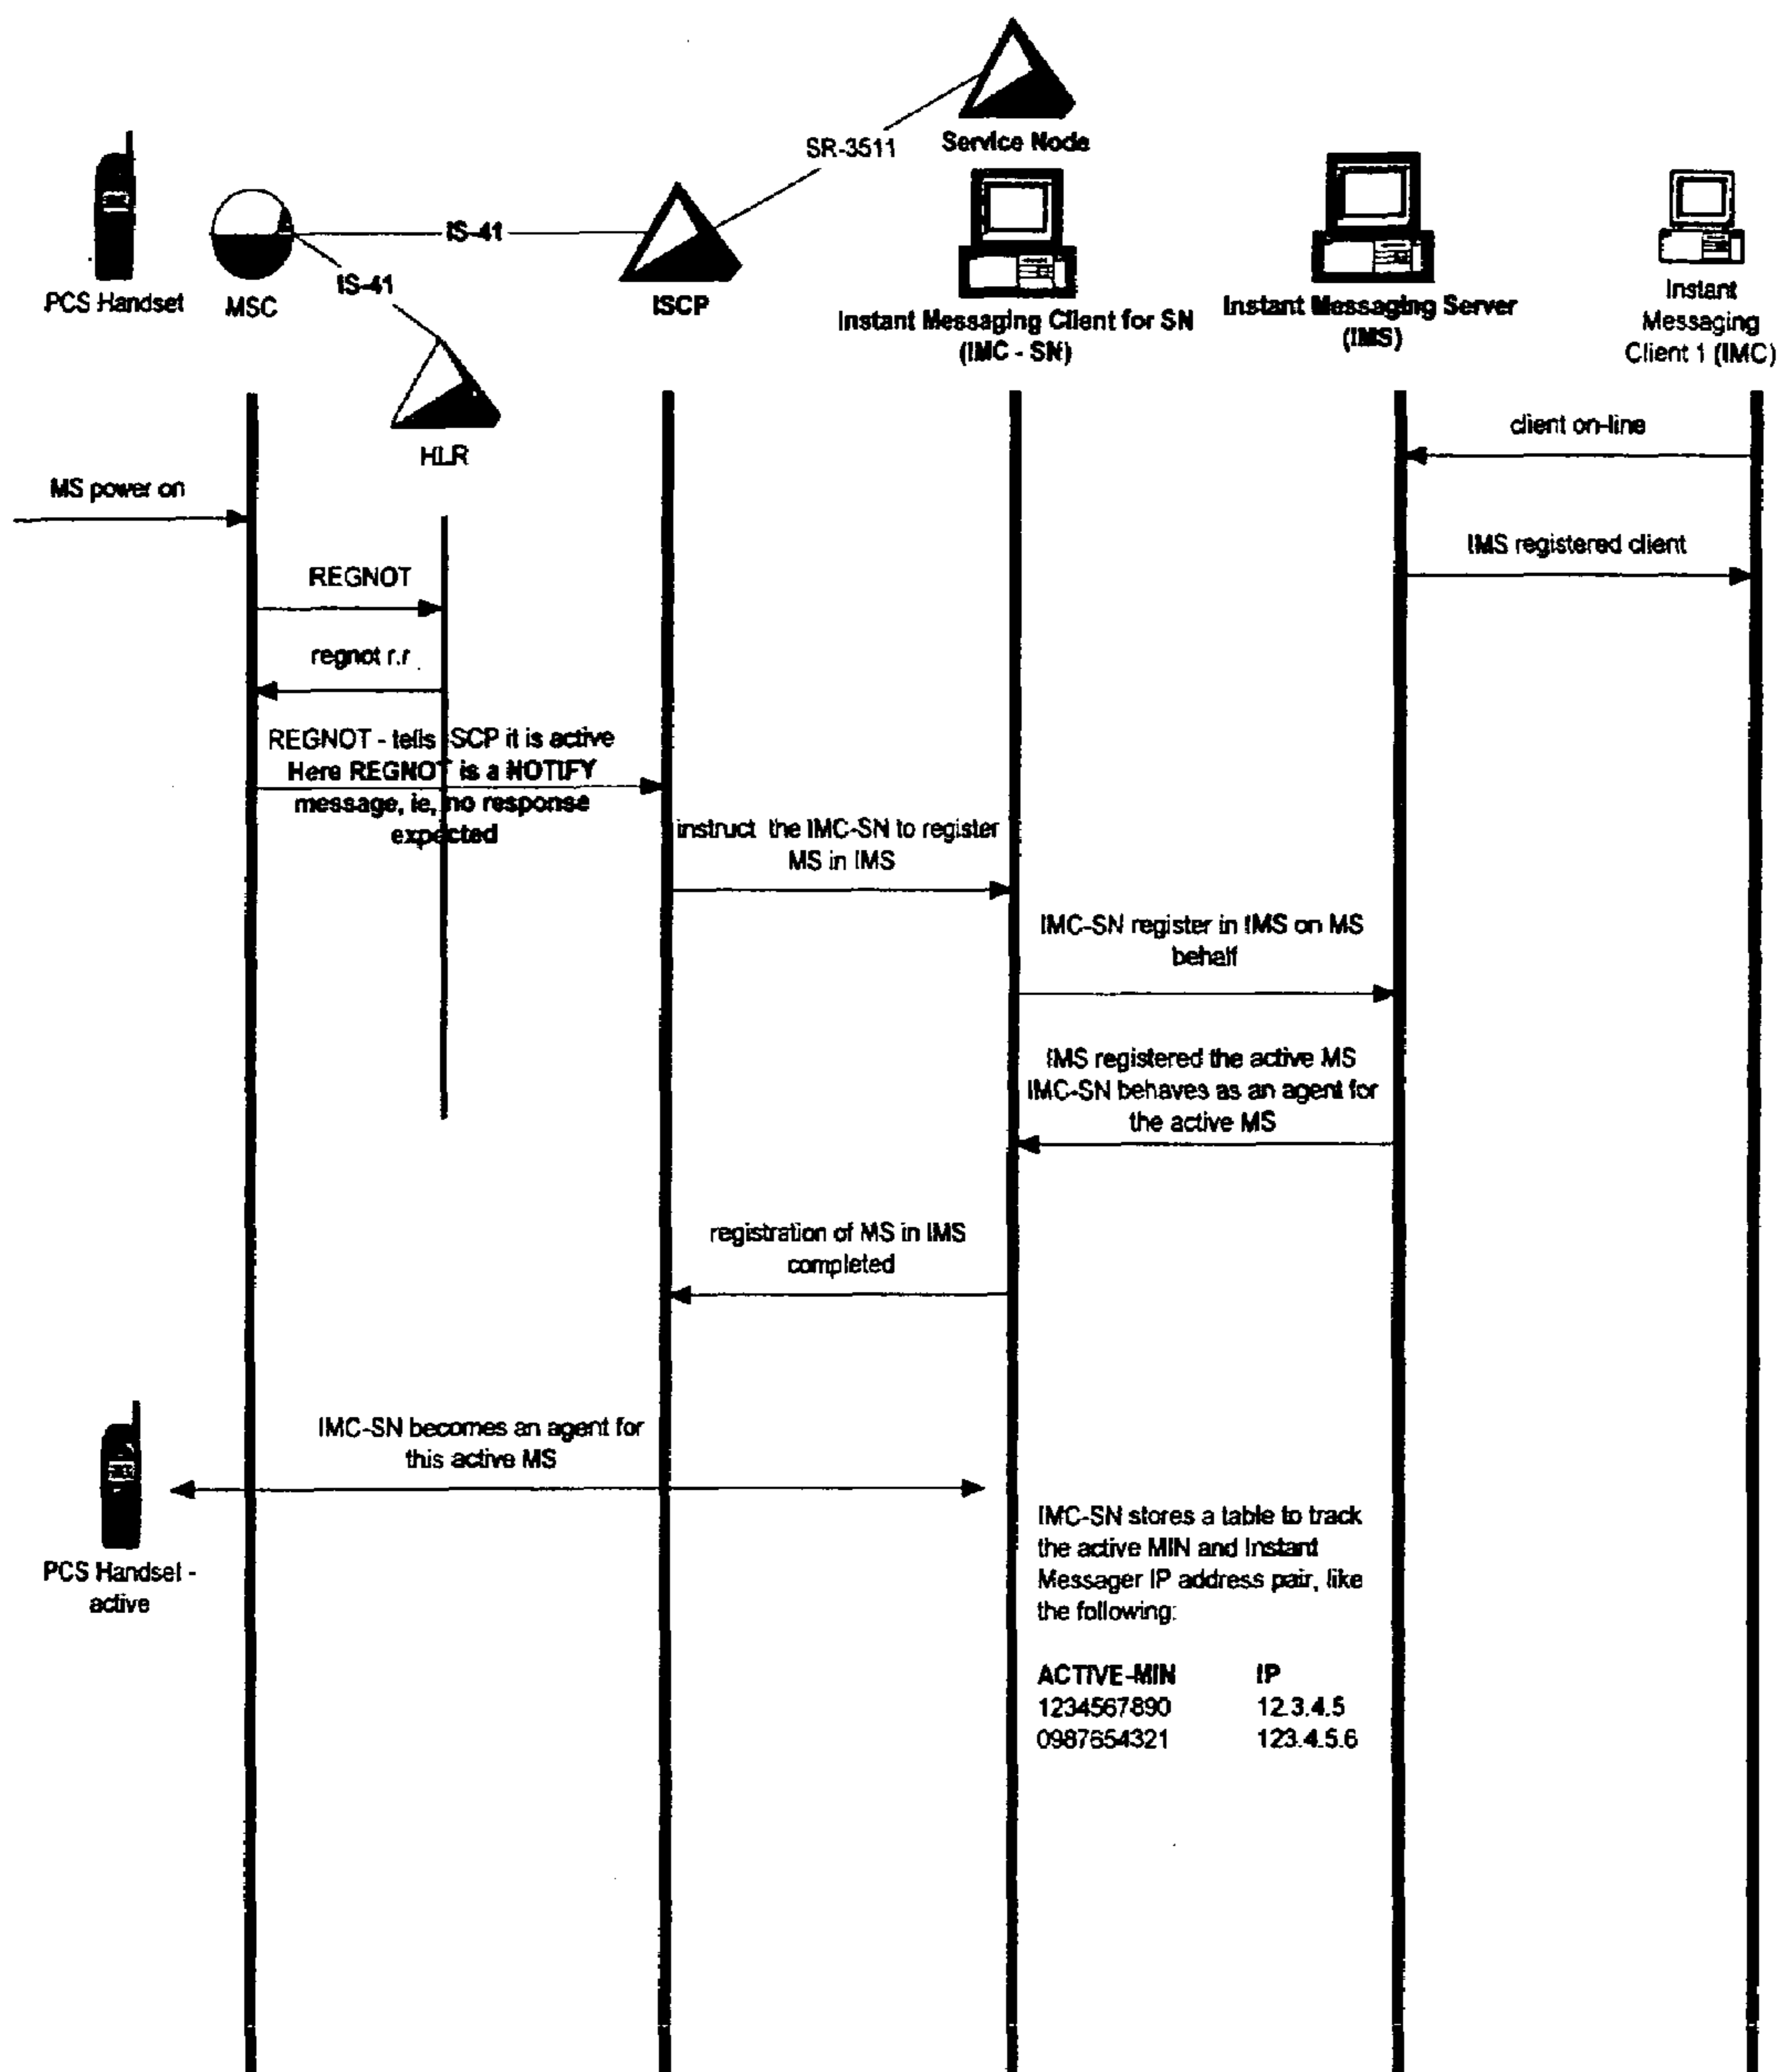 Service Node
SR-3511
IS-41
IS-41
PCS Handset
MSC
ISCP
Instant Messaging Client for SN
(IMC - SN)
Instant Messaging Server
(IMS)
Instant
Messaging
Client 1 (IMC)
HLR
client on-line
MS power on
IMS registered client
REGNOT
regnot r.r
REGNOT - tells ISCP it is active
Here REGNOT is a NOTIFY
message, ie, no response
expected
instruct the IMC-SN to register
MS in IMS
IMC-SN register in IMS on MS
behalf
IMS registered the active MS
IMC-SN behaves as an agent for
the active MS
registration of MS in IMS
completed
IMC-SN becomes an agent for
this active MS
PCS Handset -
active
IMC-SN stores a table to track
the active MIN and Instant
Messager IP address pair, like
the following:
ACTIVE-MIN IP
1234567890 12.3.4.5
0987654321 123.4.5.6